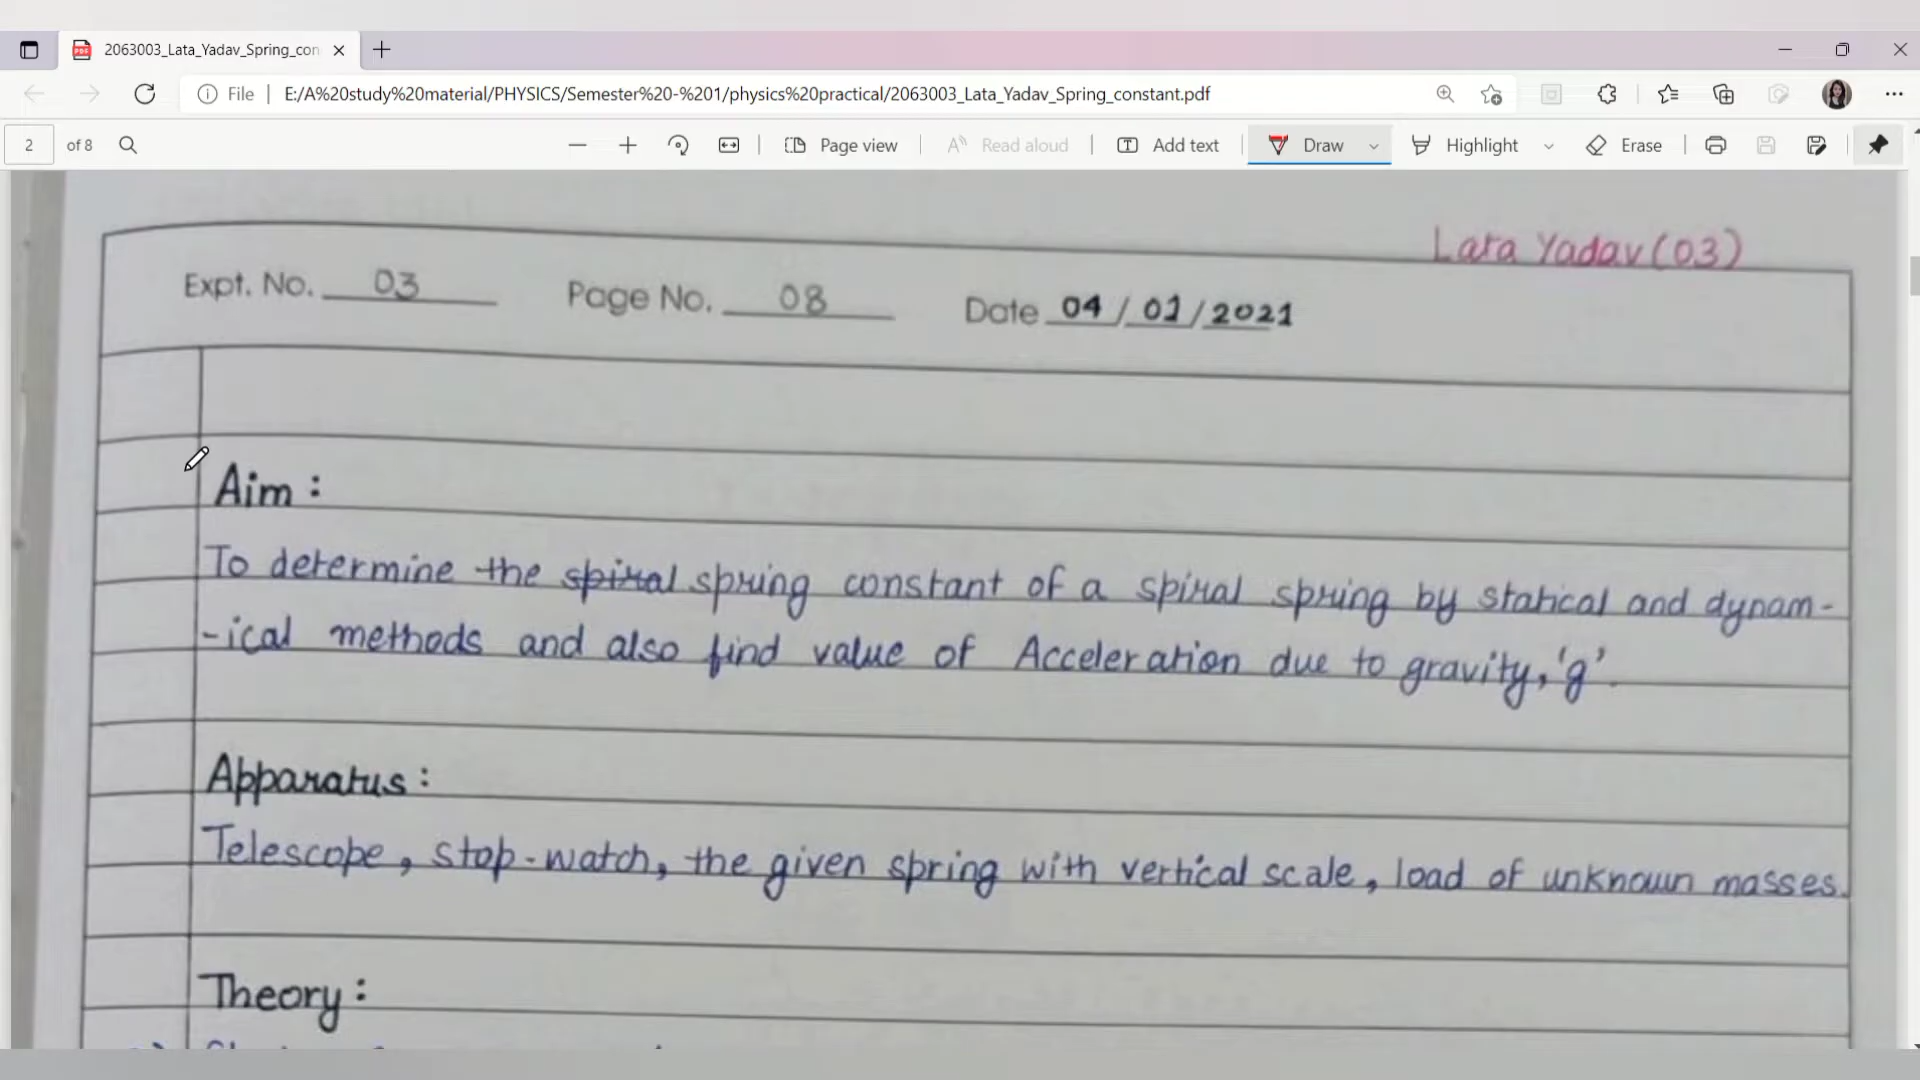 2063003_Lata_Yadav_Spring_con
File | E:/A%20study%20material/PHYSICS/Semester%20-%201/physics%20practical/2063003_Lata_Yadav_Spring_constant.pdf
2 of 8 Page view Read aloud Add text Draw Highlight Erase
Lata Yadav (03)
Expt. No. 03 Page No. 08 Date 04/01/2021
Aim :
To determine the spiral spring constant of a spiral spring by statical and dynam-
-ical methods and also find value of Acceleration due to gravity, 'g'.
Apparatus :
Telescope, stop-watch, the given spring with vertical scale, load of unknown masses.
Theory :